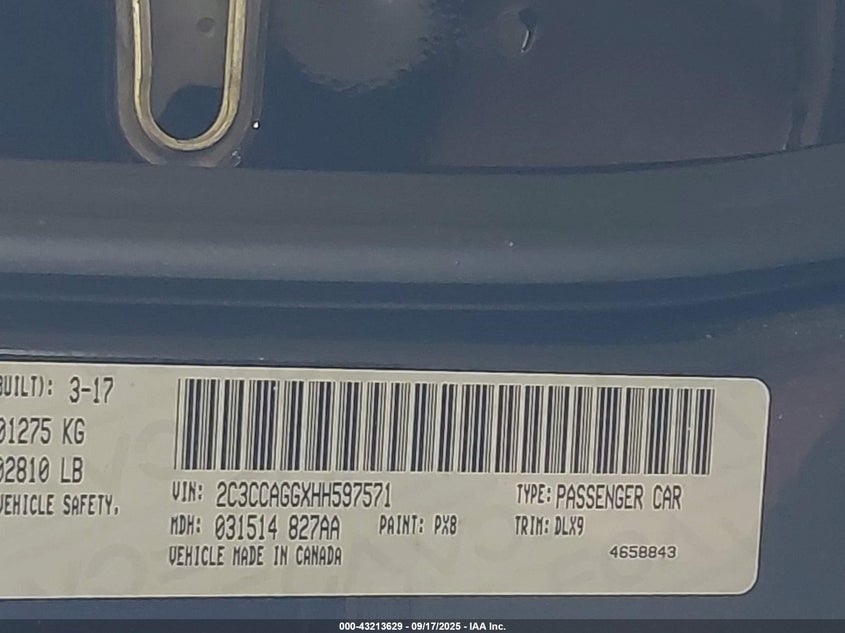 BUILT): 3-17
01275 KG
02810 LB
VEHICLE SAFETY,
VIN: 2C3CCAGGXHH597571
TYPE: PASSENGER CAR
MDH: 031514 827AA
PAINT: PX8
TRIM: DLX9
VEHICLE MADE IN CANADA
4658843
000-43213629 - 09/17/2025 - IAA Inc.